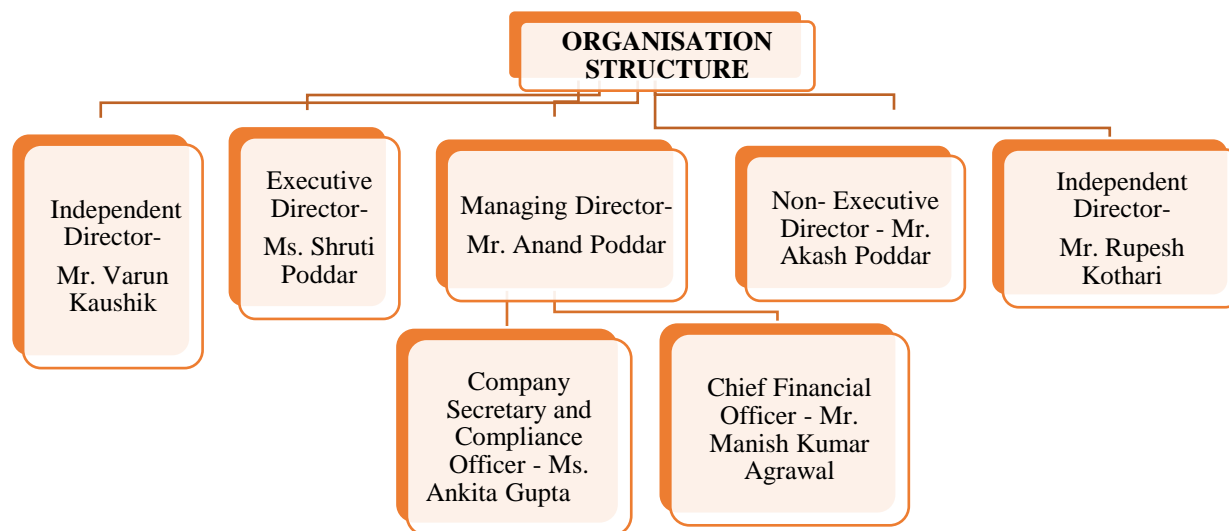 ORGANISATION
STRUCTURE
Independent
Director-
Mr. Varun
Kaushik
Executive
Director-
Ms. Shruti
Poddar
Managing Director-
Mr. Anand Poddar
Non- Executive
Director - Mr.
Akash Poddar
Independent
Director-
Mr. Rupesh
Kothari
Company
Secretary and
Compliance
Officer - Ms.
Ankita Gupta
Chief Financial
Officer - Mr.
Manish Kumar
Agrawal